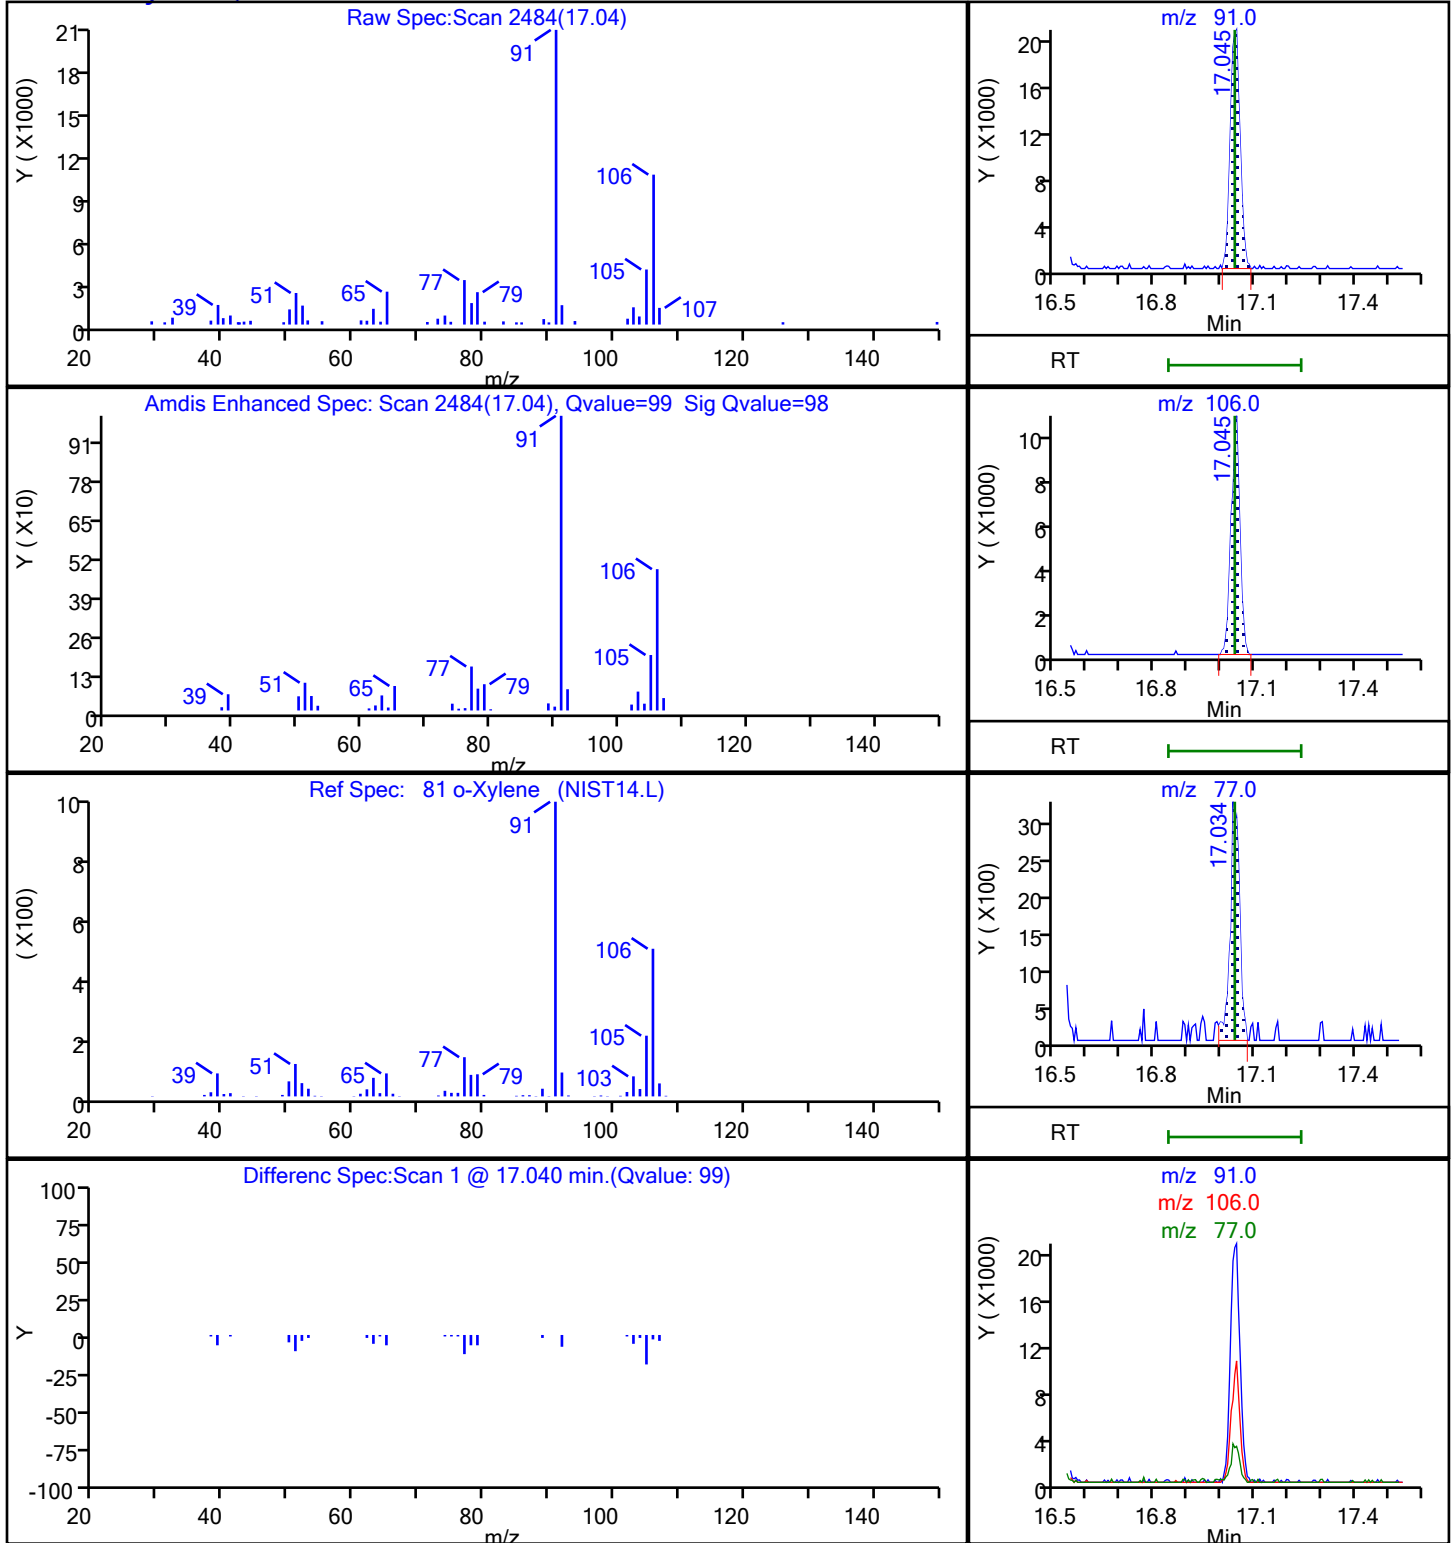 Raw Spec:Scan 2484(17.04)
Y ( X1000)
21
18
15
12
9
6
3
0
91
106
105
107
77
79
65
51
39
20 40 60 80 100 120 140
m/z
m/z 91.0
Y ( X1000)
20
16
12
8
4
0
17.045
16.5 16.8 17.1 17.4
Min
RT
Amdis Enhanced Spec: Scan 2484(17.04), Qvalue=99 Sig Qvalue=98
Y ( X10)
91
78
65
52
39
26
13
0
91
106
105
77
79
65
51
39
20 40 60 80 100 120 140
m/z
m/z 106.0
Y ( X1000)
10
8
6
4
2
0
17.045
16.5 16.8 17.1 17.4
Min
RT
Ref Spec: 81 o-Xylene (NIST14.L)
( X100)
10
8
6
4
2
0
91
106
105
103
77
79
65
51
39
20 40 60 80 100 120 140
m/z 77.0
Y ( X100)
30
25
20
15
10
5
0
17.034
16.5 16.8 17.1 17.4
Min
RT
Differenc Spec:Scan 1 @ 17.040 min.(Qvalue: 99)
Y
100
75
50
25
0
-25
-50
-75
-100
20 40 60 80 100 120 140
m/z
m/z 91.0
m/z 106.0
m/z 77.0
Y ( X1000)
20
16
12
8
4
0
16.5 16.8 17.1 17.4
Min